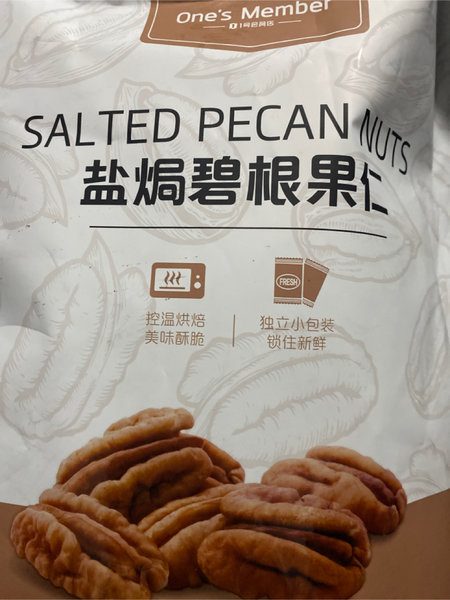 One's Member
1号会员店
SALTED PECAN NUTS
盐焗碧根果仁
FRESH
控温烘焙
美味酥脆
独立小包装
锁住新鲜